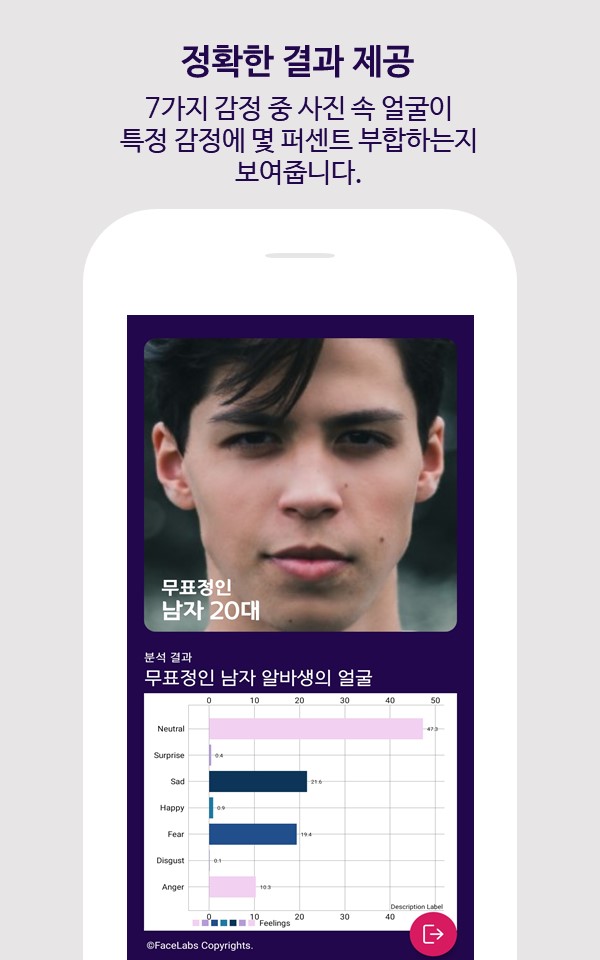 정확한 결과 제공
7가지 감정 중 사진 속 얼굴이
특정 감정에 몇 퍼센트 부합하는지
보여줍니다.
무표정인
남자 20대
분석 결과
무표정인 남자 알바생의 얼굴
0 10 20 30 40 50
Neutral 47.3
Surprise 0.4
Sad 21.6
Happy 0.9
Fear 19.4
Disgust 0.1
Anger 10.3
Description Label
0 10 20 30 40
Feelings
©FaceLabs Copyrights.